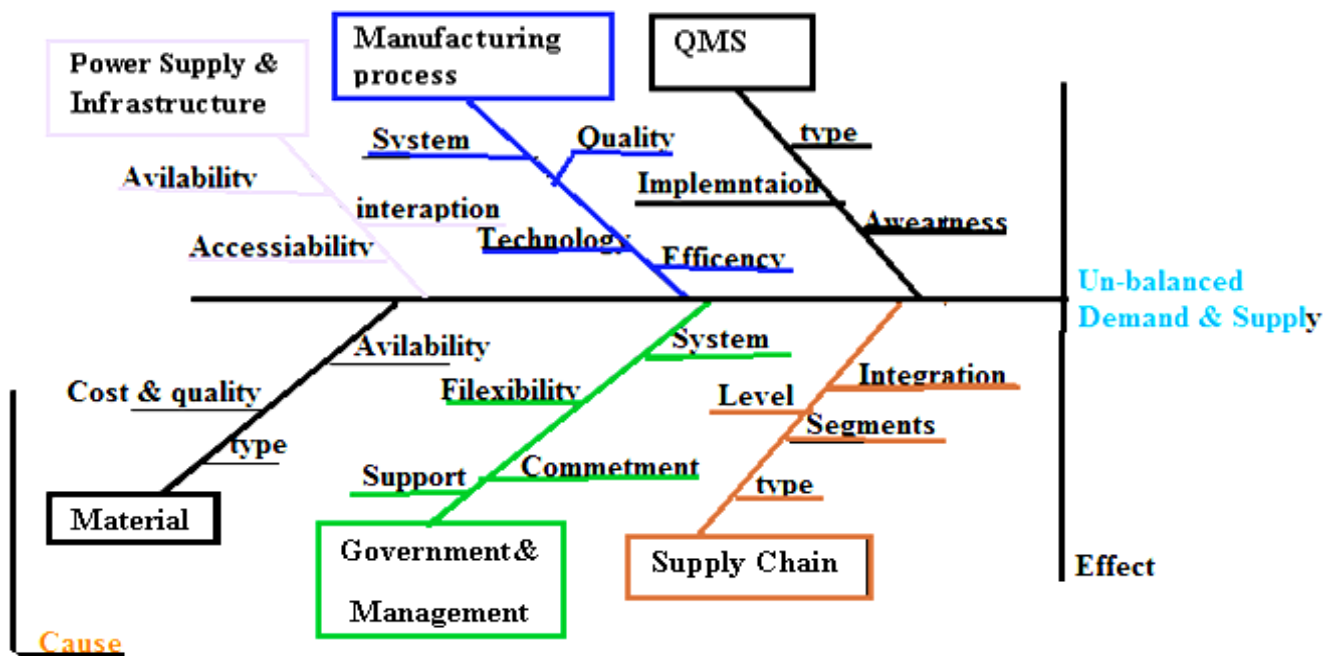 Power Supply &
Infrastructure
Manufacturing
process
QMS
System
Quality
type
Avilability
Implemntaion
interaption
Awearness
Accessiability
Technology
Efficency
Un-balanced
Demand & Supply
Avilability
System
Cost & quality
Filexibility
Integration
Level
Segments
type
Support
Commetment
type
Material
Government&
Management
Supply Chain
Effect
Cause